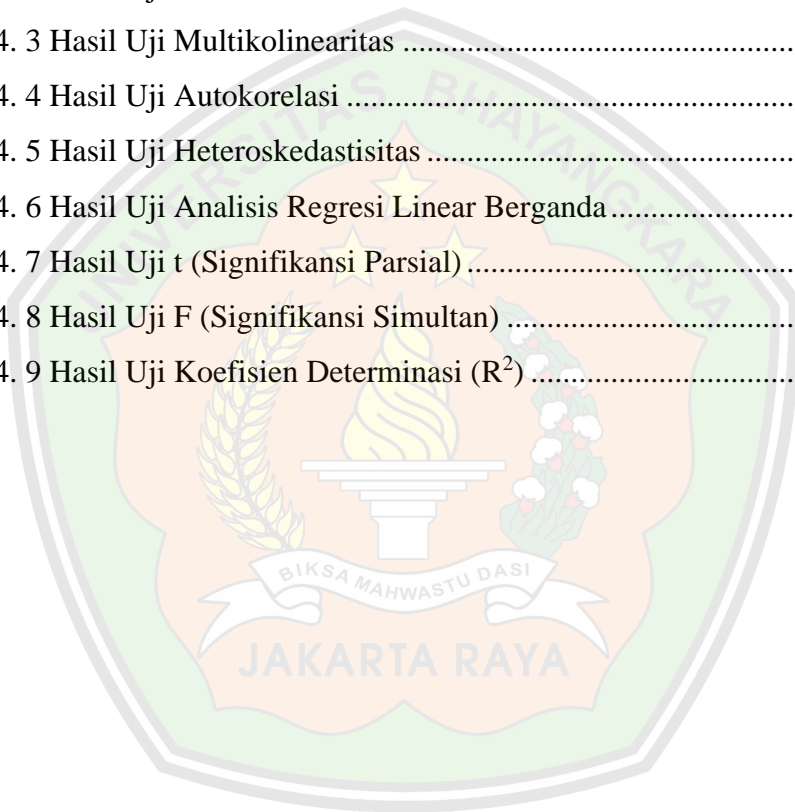 4. 3 Hasil Uji Multikolinearitas ..................................................
4. 4 Hasil Uji Autokorelasi ..........................................................
4. 5 Hasil Uji Heteroskedastisitas ...............................................
4. 6 Hasil Uji Analisis Regresi Linear Berganda ........................
4. 7 Hasil Uji t (Signifikansi Parsial) ..........................................
4. 8 Hasil Uji F (Signifikansi Simultan) .....................................
4. 9 Hasil Uji Koefisien Determinasi (R²) ..................................
UNIVERSITAS BHAYANGKARA
BIKSA MAHWASTU DASI
JAKARTA RAYA